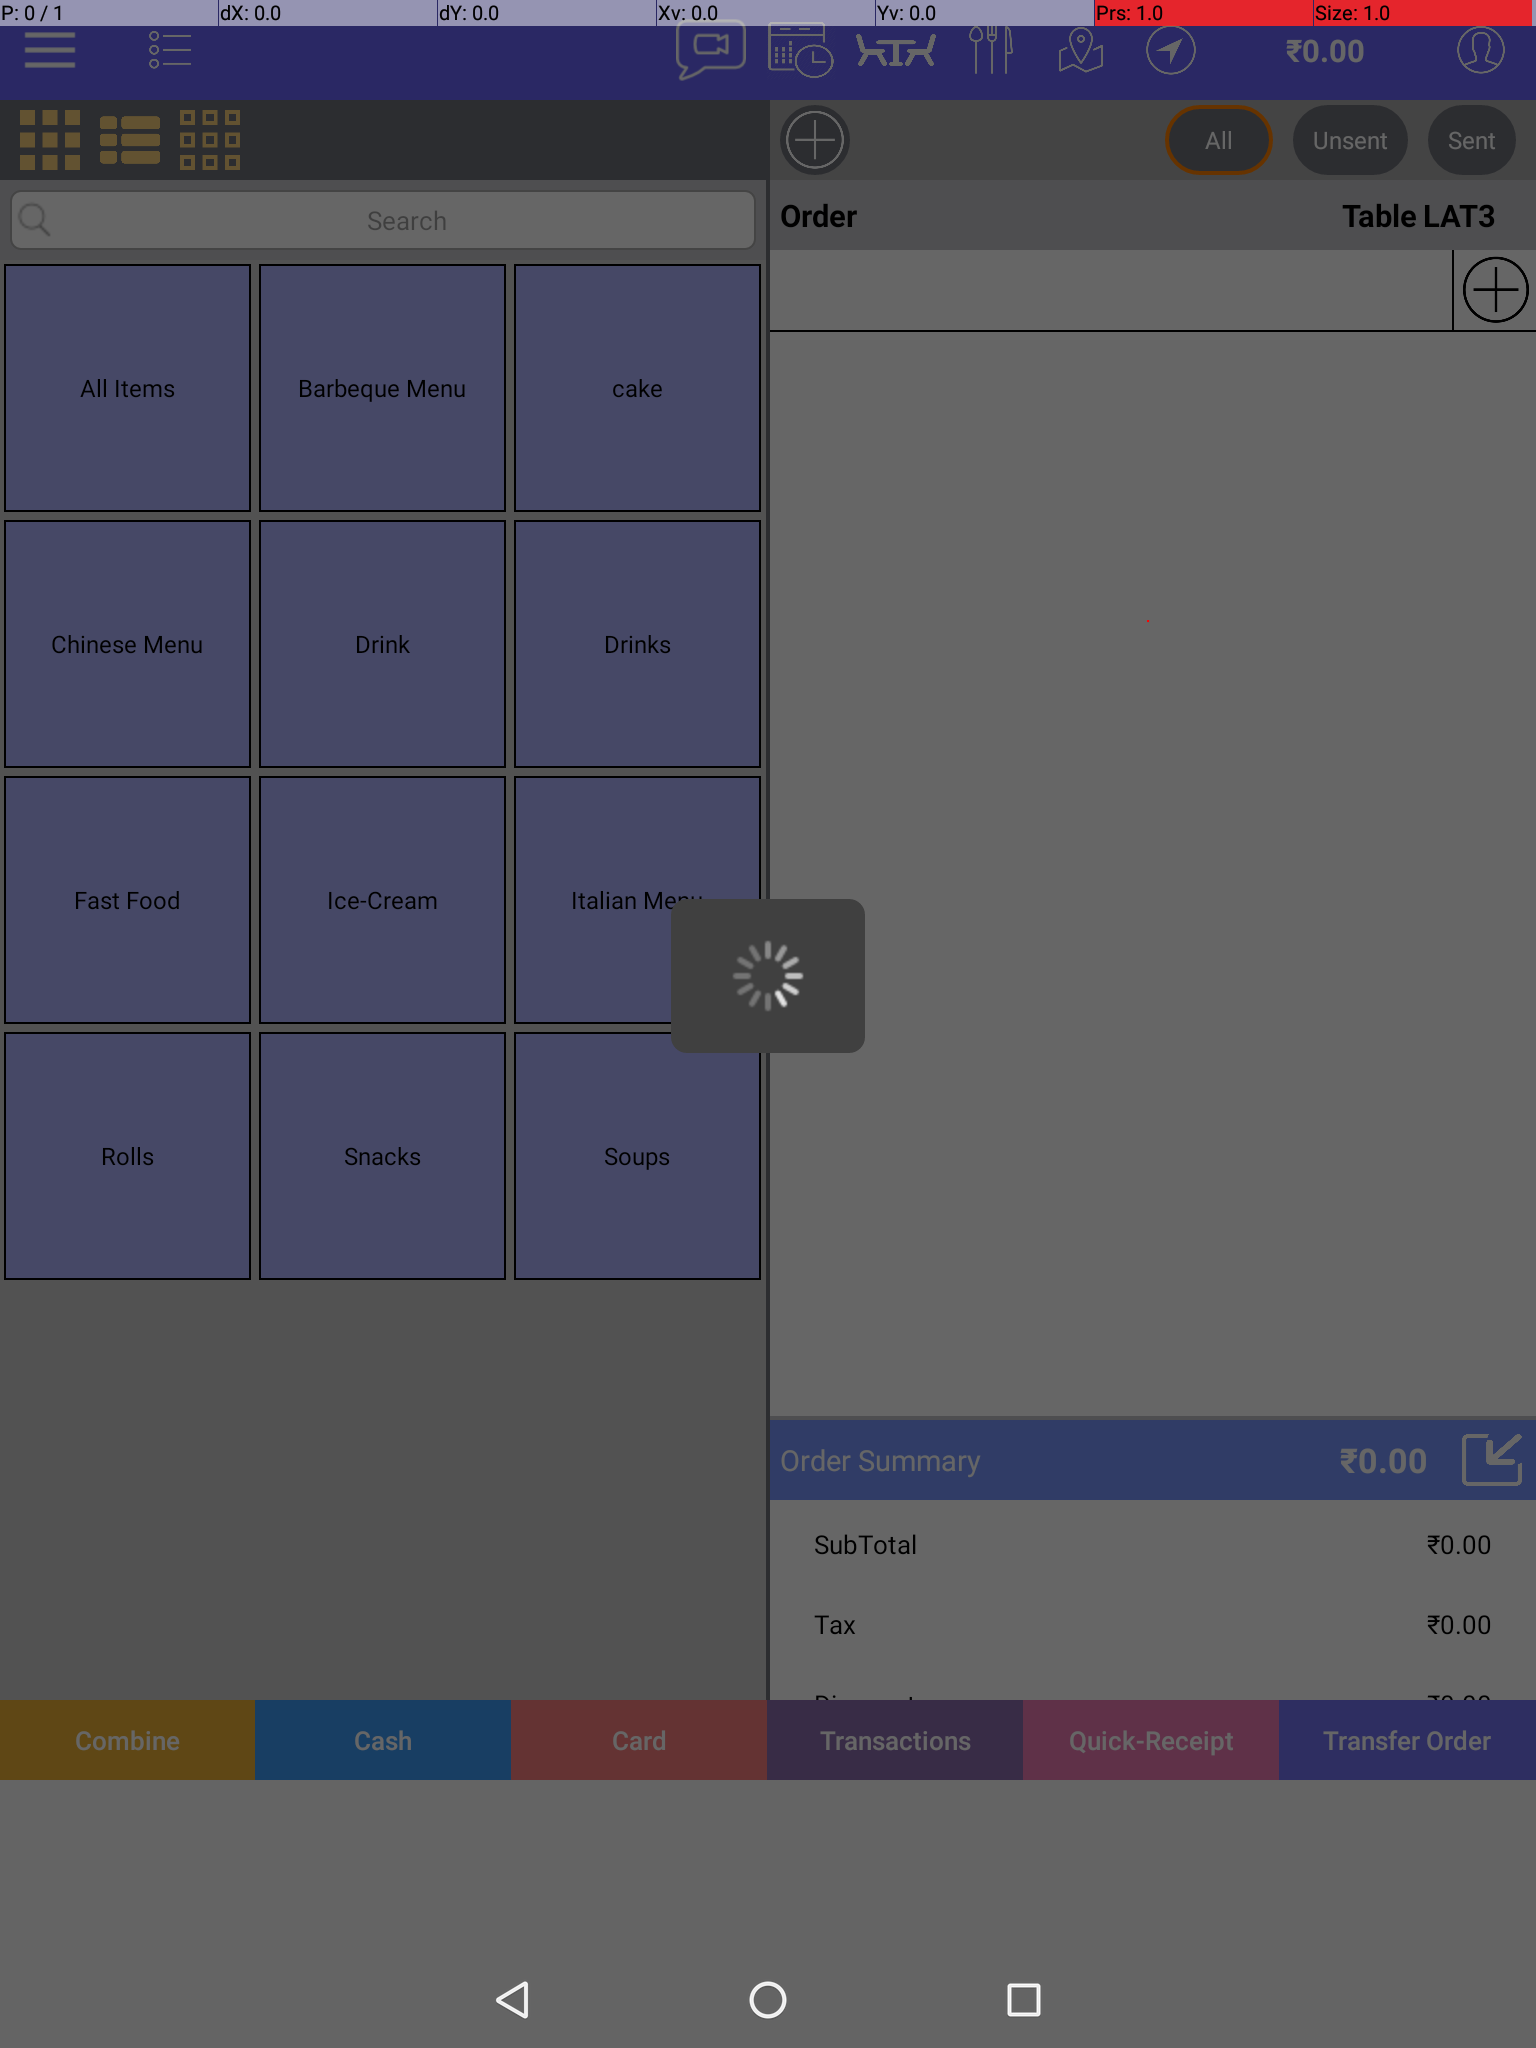 P: 0 / 1 dX: 0.0 dY: 0.0 Xv: 0.0 Yv: 0.0 Prs: 1.0 Size: 1.0
₹0.00
All Unsent Sent
Search
Order Table LAT3
All Items Barbeque Menu cake
Chinese Menu Drink Drinks
Fast Food Ice-Cream Italian Menu
Rolls Snacks Soups
Order Summary ₹0.00
SubTotal ₹0.00
Tax ₹0.00
Combine Cash Card Transactions Quick-Receipt Transfer Order